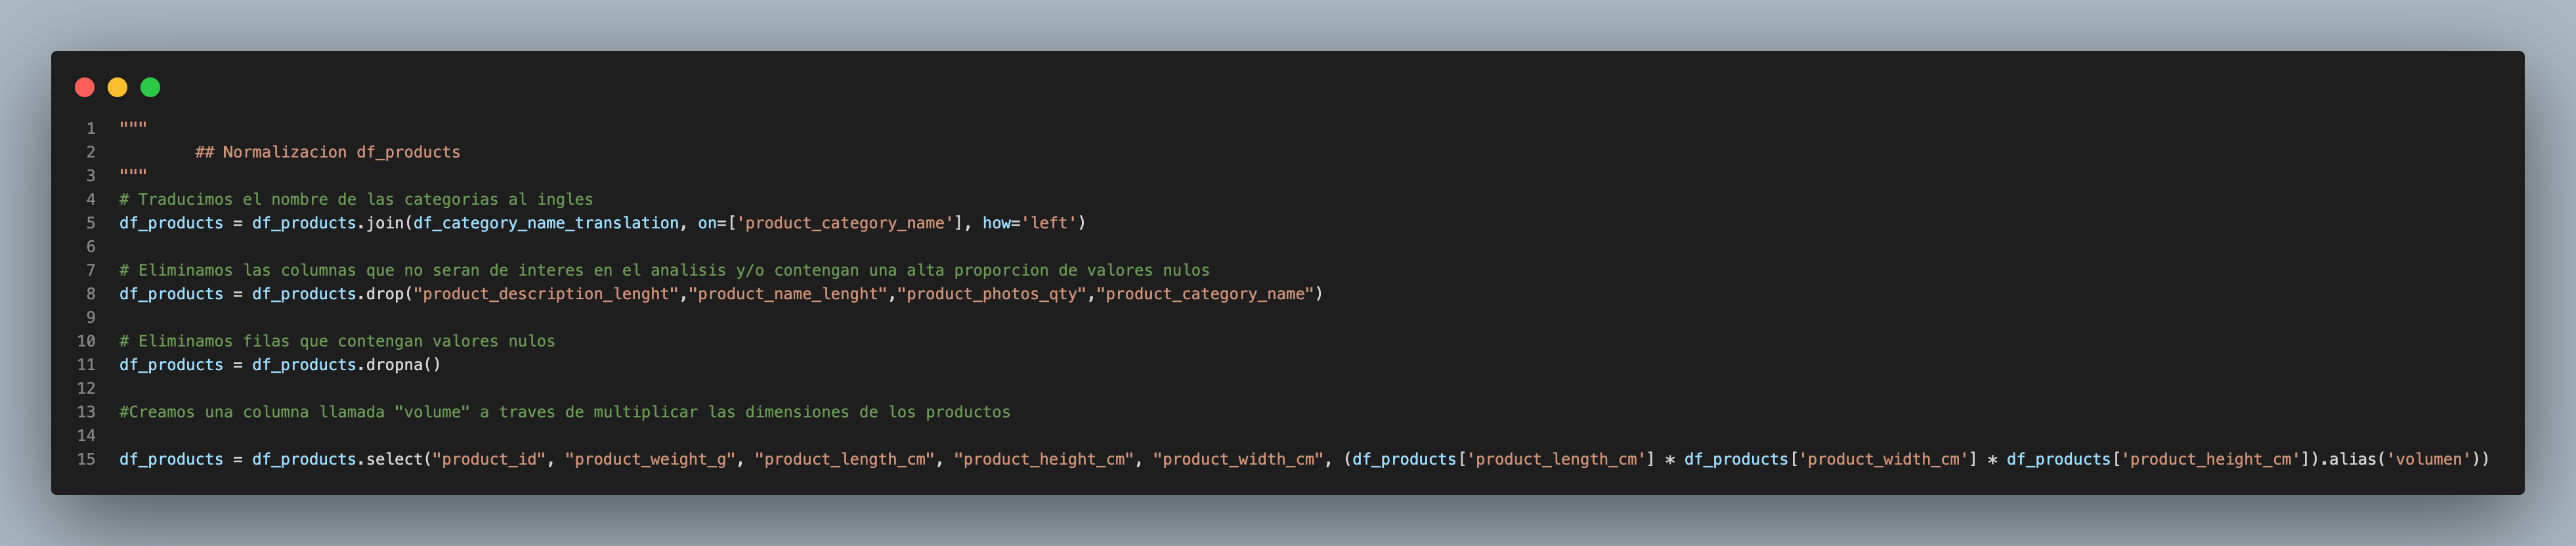 1 """
2 ## Normalizacion df_products
3 """
4 # Traducimos el nombre de las categorias al ingles
5 df_products = df_products.join(df_category_name_translation, on=['product_category_name'], how='left')
6
7 # Eliminamos las columnas que no seran de interes en el analisis y/o contengan una alta proporcion de valores nulos
8 df_products = df_products.drop("product_description_lenght","product_name_lenght","product_photos_qty","product_category_name")
9
10 # Eliminamos filas que contengan valores nulos
11 df_products = df_products.dropna()
12
13 #Creamos una columna llamada "volume" a traves de multiplicar las dimensiones de los productos
14
15 df_products = df_products.select("product_id", "product_weight_g", "product_length_cm", "product_height_cm", "product_width_cm", (df_products['product_length_cm'] * df_products['product_width_cm'] * df_products['product_height_cm']).alias('volumen'))